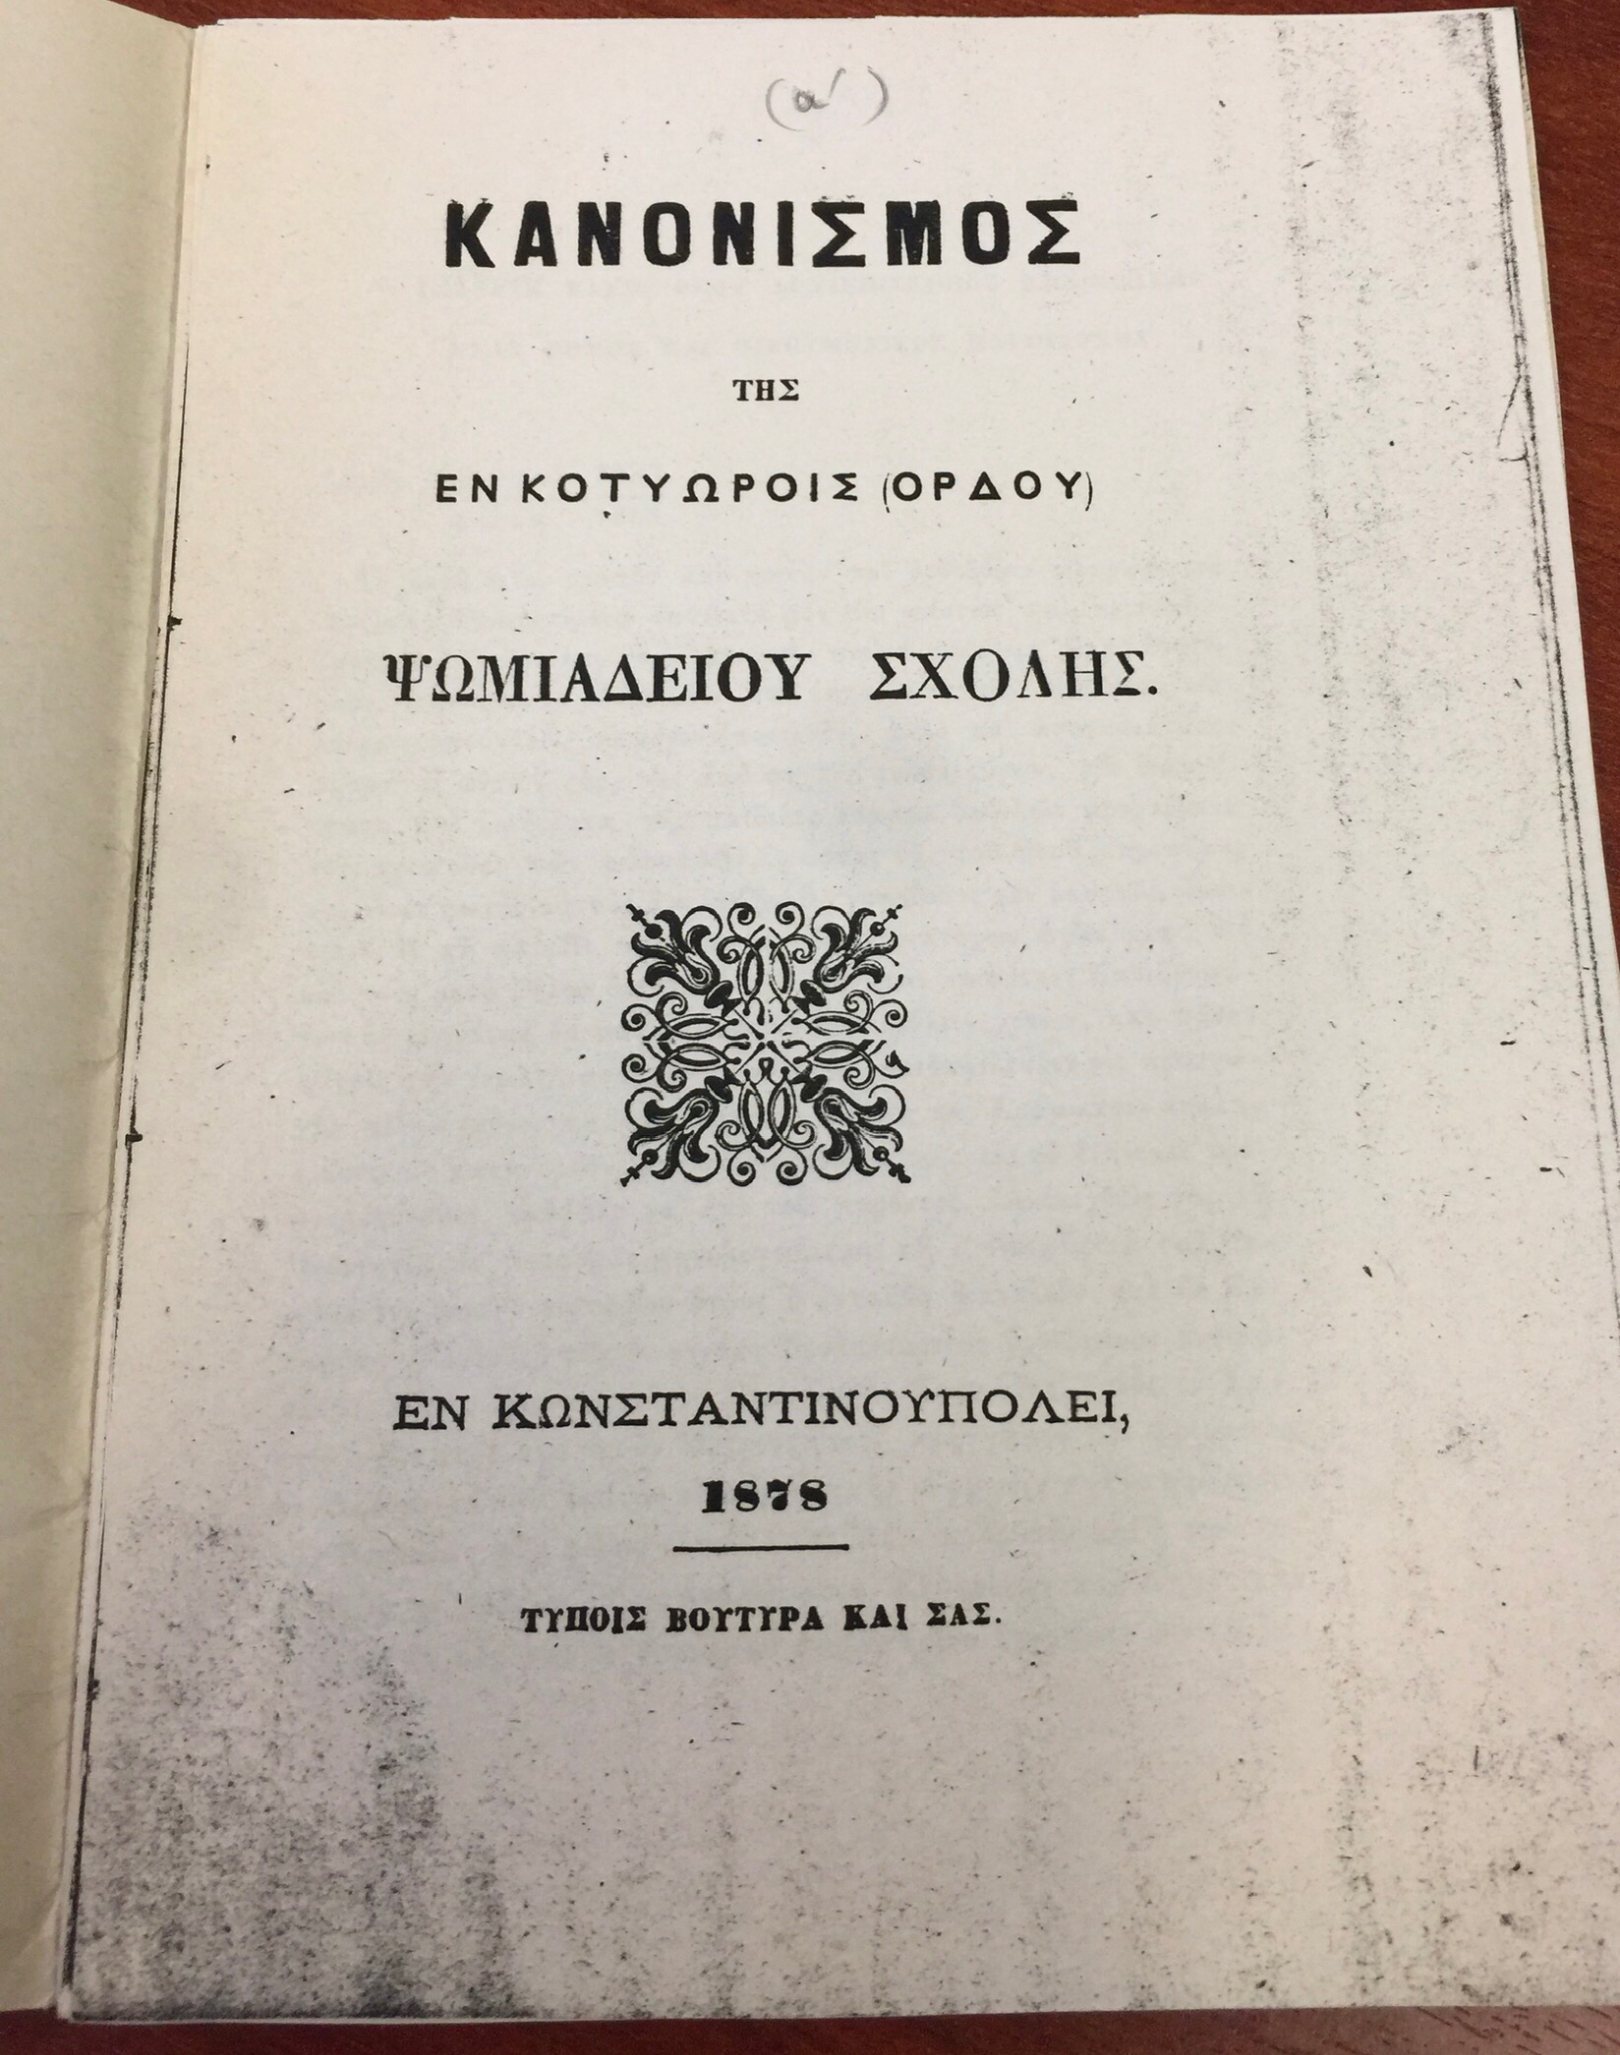 (α΄)
ΚΑΝΟΝΙΣΜΟΣ
ΤΗΣ
ΕΝ ΚΟΤΥΩΡΟΙΣ (ΟΡΔΟΥ)
ΨΩΜΙΑΔΕΙΟΥ ΣΧΟΛΗΣ.
ΕΝ ΚΩΝΣΤΑΝΤΙΝΟΥΠΟΛΕΙ,
1878
ΤΥΠΟΙΣ ΒΟΥΤΥΡΑ ΚΑΙ ΣΑΣ.